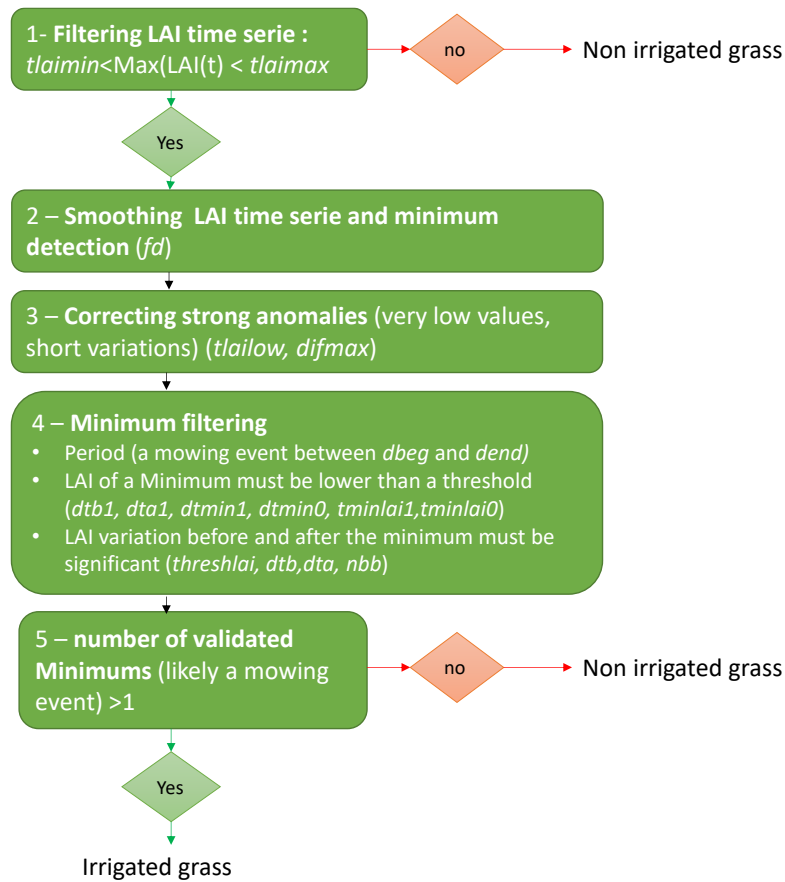 1- Filtering LAI time serie :
tlaimin<Max(LAI(t) < tlaimax
no
Non irrigated grass
Yes
2 – Smoothing LAI time serie and minimum
detection (fd)
3 – Correcting strong anomalies (very low values,
short variations) (tlailow, difmax)
4 – Minimum filtering
• Period (a mowing event between dbeg and dend)
• LAI of a Minimum must be lower than a threshold
(dtb1, dta1, dtmin1, dtmin0, tminlai1,tminlai0)
• LAI variation before and after the minimum must be
significant (threshlai, dtb,dta, nbb)
5 – number of validated
Minimums (likely a mowing
event) >1
no
Non irrigated grass
Yes
Irrigated grass